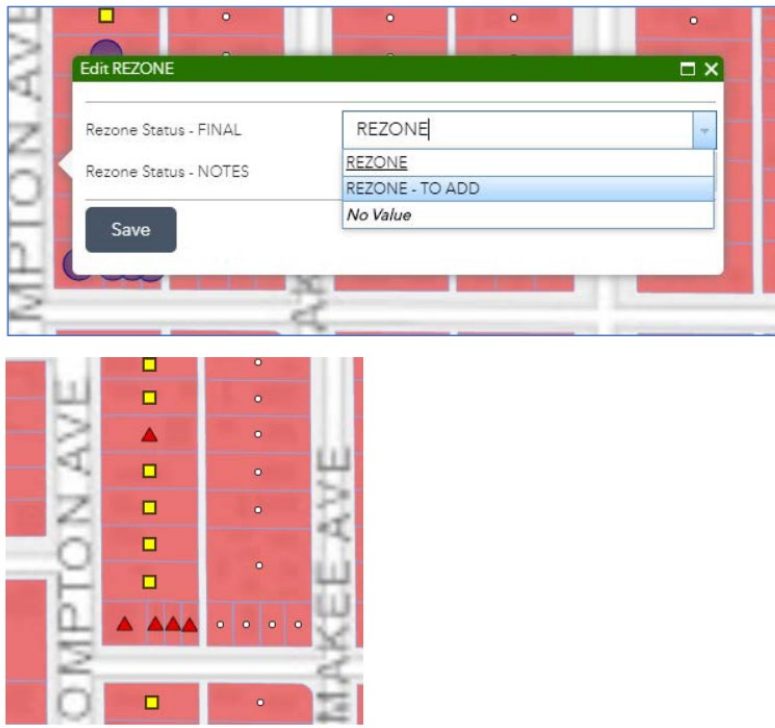 Edit REZONE
Rezone Status - FINAL
REZONE
Rezone Status - NOTES
REZONE
REZONE - TO ADD
No Value
Save
MPTON AVE
AK
OMPTON AVE
MAKEE AVE